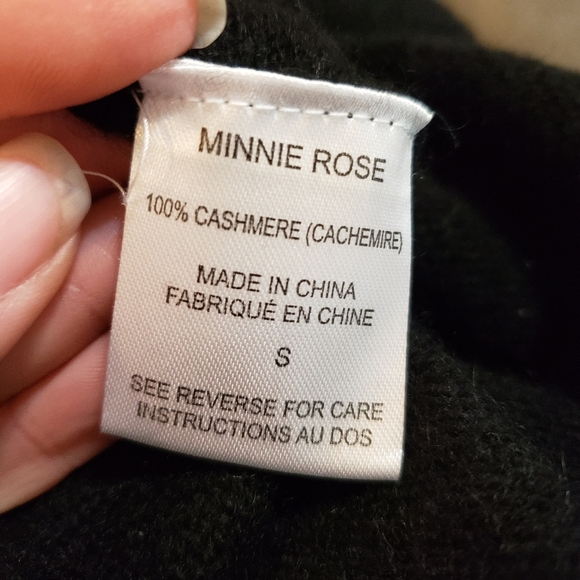 MINNIE ROSE
100% CASHMERE (CACHEMIRE)
MADE IN CHINA
FABRIQUÉ EN CHINE
S
SEE REVERSE FOR CARE
INSTRUCTIONS AU DOS